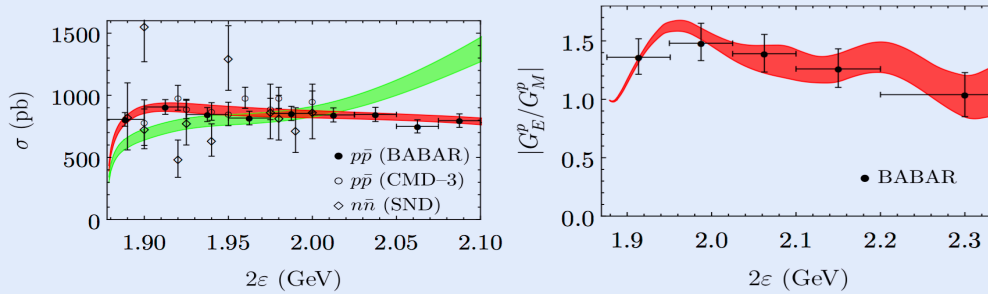 σ (pb)
1500
1000
500
0
1.90
1.95
2.00
2.05
2.10
2ε (GeV)
pp̄ (BABAR)
pp̄ (CMD–3)
nn̄ (SND)
|G_E^p/G_M^p|
1.5
1.0
0.5
0.0
1.9
2.0
2.1
2.2
2.3
2ε (GeV)
BABAR